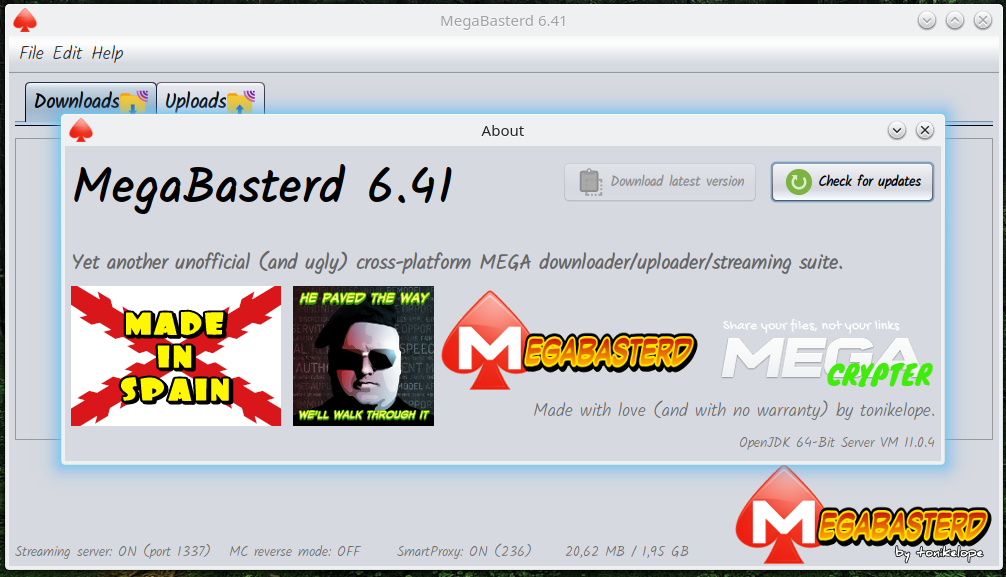 MegaBasterd 6.41
File Edit Help
Downloads Uploads
About
MegaBasterd 6.41
Download latest version
Check for updates
Yet another unofficial (and ugly) cross-platform MEGA downloader/uploader/streaming suite.
MADE
IN
SPAIN
HE PAVED THE WAY
WE'LL WALK THROUGH IT
MEGABASTERD
Share your files, not your links
MEGA
CRYPTER
Made with love (and with no warranty) by tonikelope.
OpenJDK 64-Bit Server VM 11.0.4
MEGABASTERD
by tonikelope
Streaming server: ON (port 1337) MC reverse mode: OFF SmartProxy: ON (236) 20,62 MB / 1,95 GB